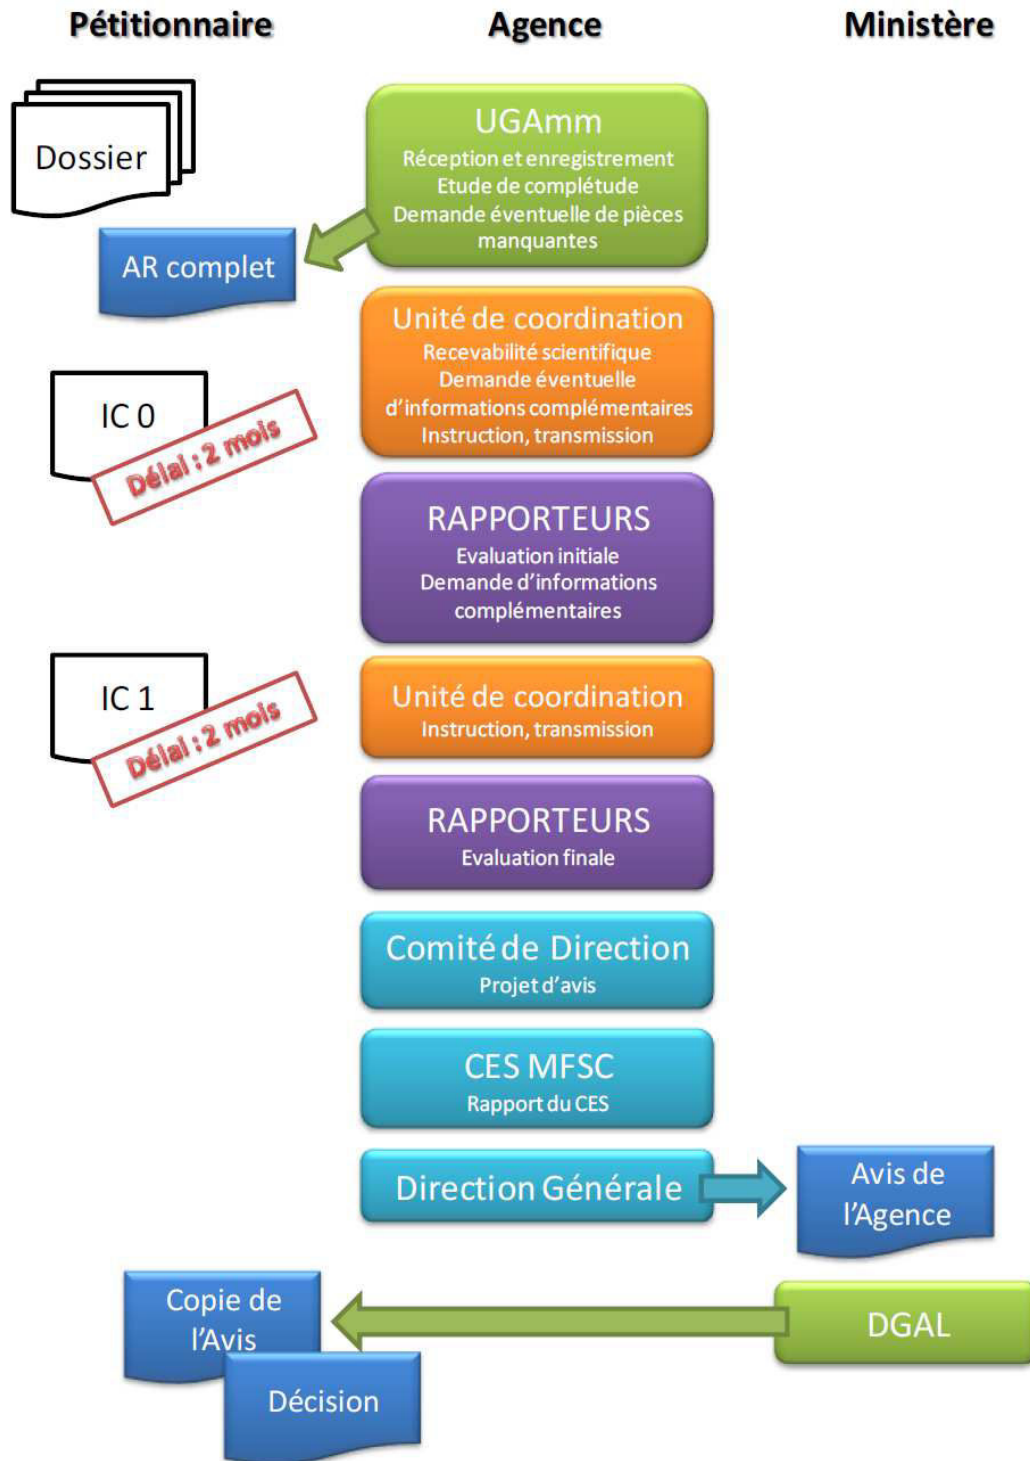 Pétitionnaire
Agence
Ministère
Dossier
UGAmm
Réception et enregistrement
Etude de complétude
Demande éventuelle de pièces
manquantes
AR complet
Unité de coordination
Recevabilité scientifique
Demande éventuelle
d'informations complémentaires
Instruction, transmission
IC 0
Délai : 2 mois
RAPPORTEURS
Evaluation initiale
Demande d'informations
complémentaires
IC 1
Délai : 2 mois
Unité de coordination
Instruction, transmission
RAPPORTEURS
Evaluation finale
Comité de Direction
Projet d'avis
CES MFSC
Rapport du CES
Direction Générale
Avis de
l'Agence
Copie de
l'Avis
DGAL
Décision